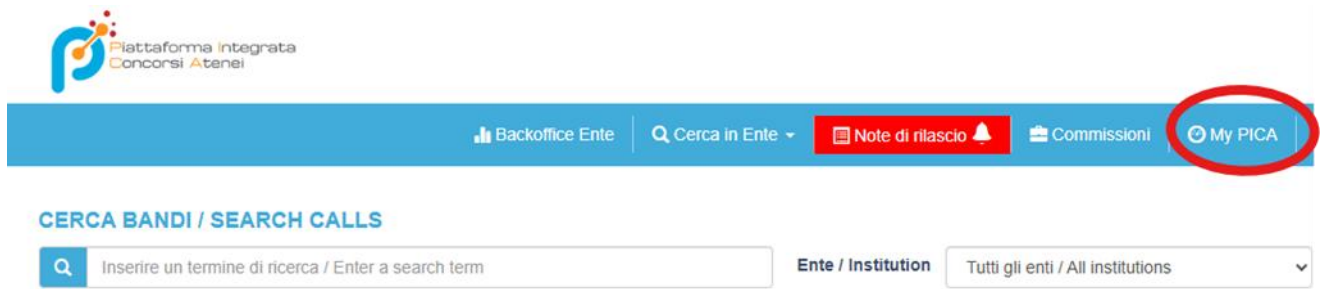 Piattaforma Integrata
Concorsi Atenei
Backoffice Ente Cerca in Ente Note di rilascio Commissioni My PICA
CERCA BANDI / SEARCH CALLS
Inserire un termine di ricerca / Enter a search term Ente / Institution Tutti gli enti / All institutions